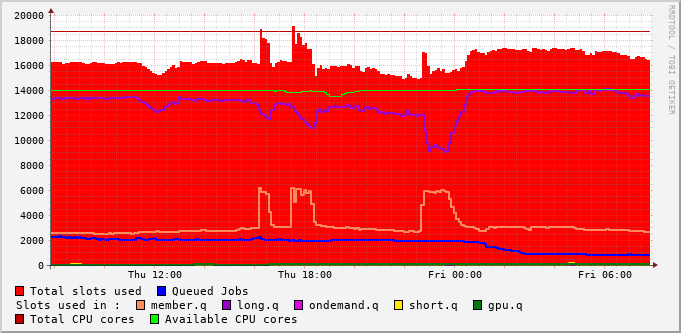 20000
18000
16000
14000
12000
10000
8000
6000
4000
2000
0
Thu 12:00 Thu 18:00 Fri 00:00 Fri 06:00
RRDTOOL / TOBI OETIKER
Total slots used Queued Jobs
Slots used in : member.q long.q ondemand.q short.q gpu.q
Total CPU cores Available CPU cores